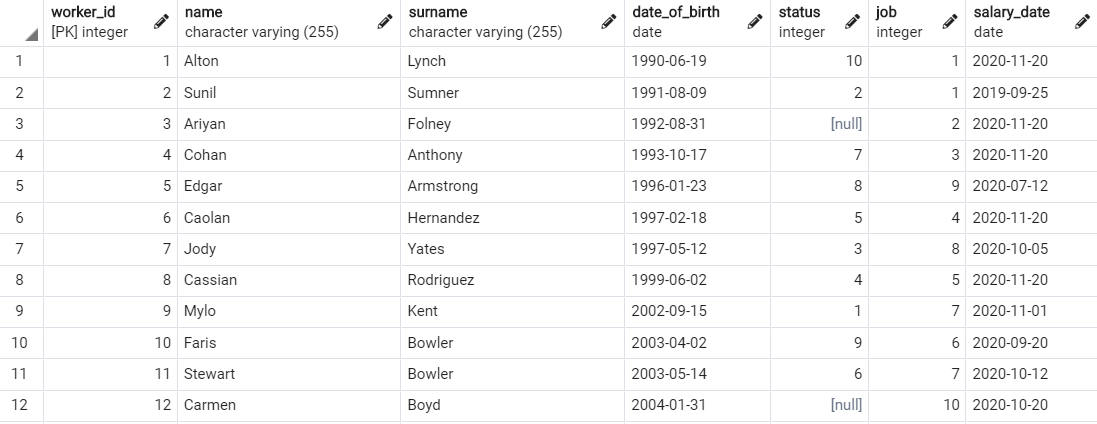 worker_id name surname date_of_birth status job salary_date
[PK] integer character varying (255) character varying (255) date integer integer date
1 1 Alton Lynch 1990-06-19 10 1 2020-11-20
2 2 Sunil Sumner 1991-08-09 2 1 2019-09-25
3 3 Ariyan Folney 1992-08-31 [null] 2 2020-11-20
4 4 Cohan Anthony 1993-10-17 7 3 2020-11-20
5 5 Edgar Armstrong 1996-01-23 8 9 2020-07-12
6 6 Caolan Hernandez 1997-02-18 5 4 2020-11-20
7 7 Jody Yates 1997-05-12 3 8 2020-10-05
8 8 Cassian Rodriguez 1999-06-02 4 5 2020-11-20
9 9 Mylo Kent 2002-09-15 1 7 2020-11-01
10 10 Faris Bowler 2003-04-02 9 6 2020-09-20
11 11 Stewart Bowler 2003-05-14 6 7 2020-10-12
12 12 Carmen Boyd 2004-01-31 [null] 10 2020-10-20